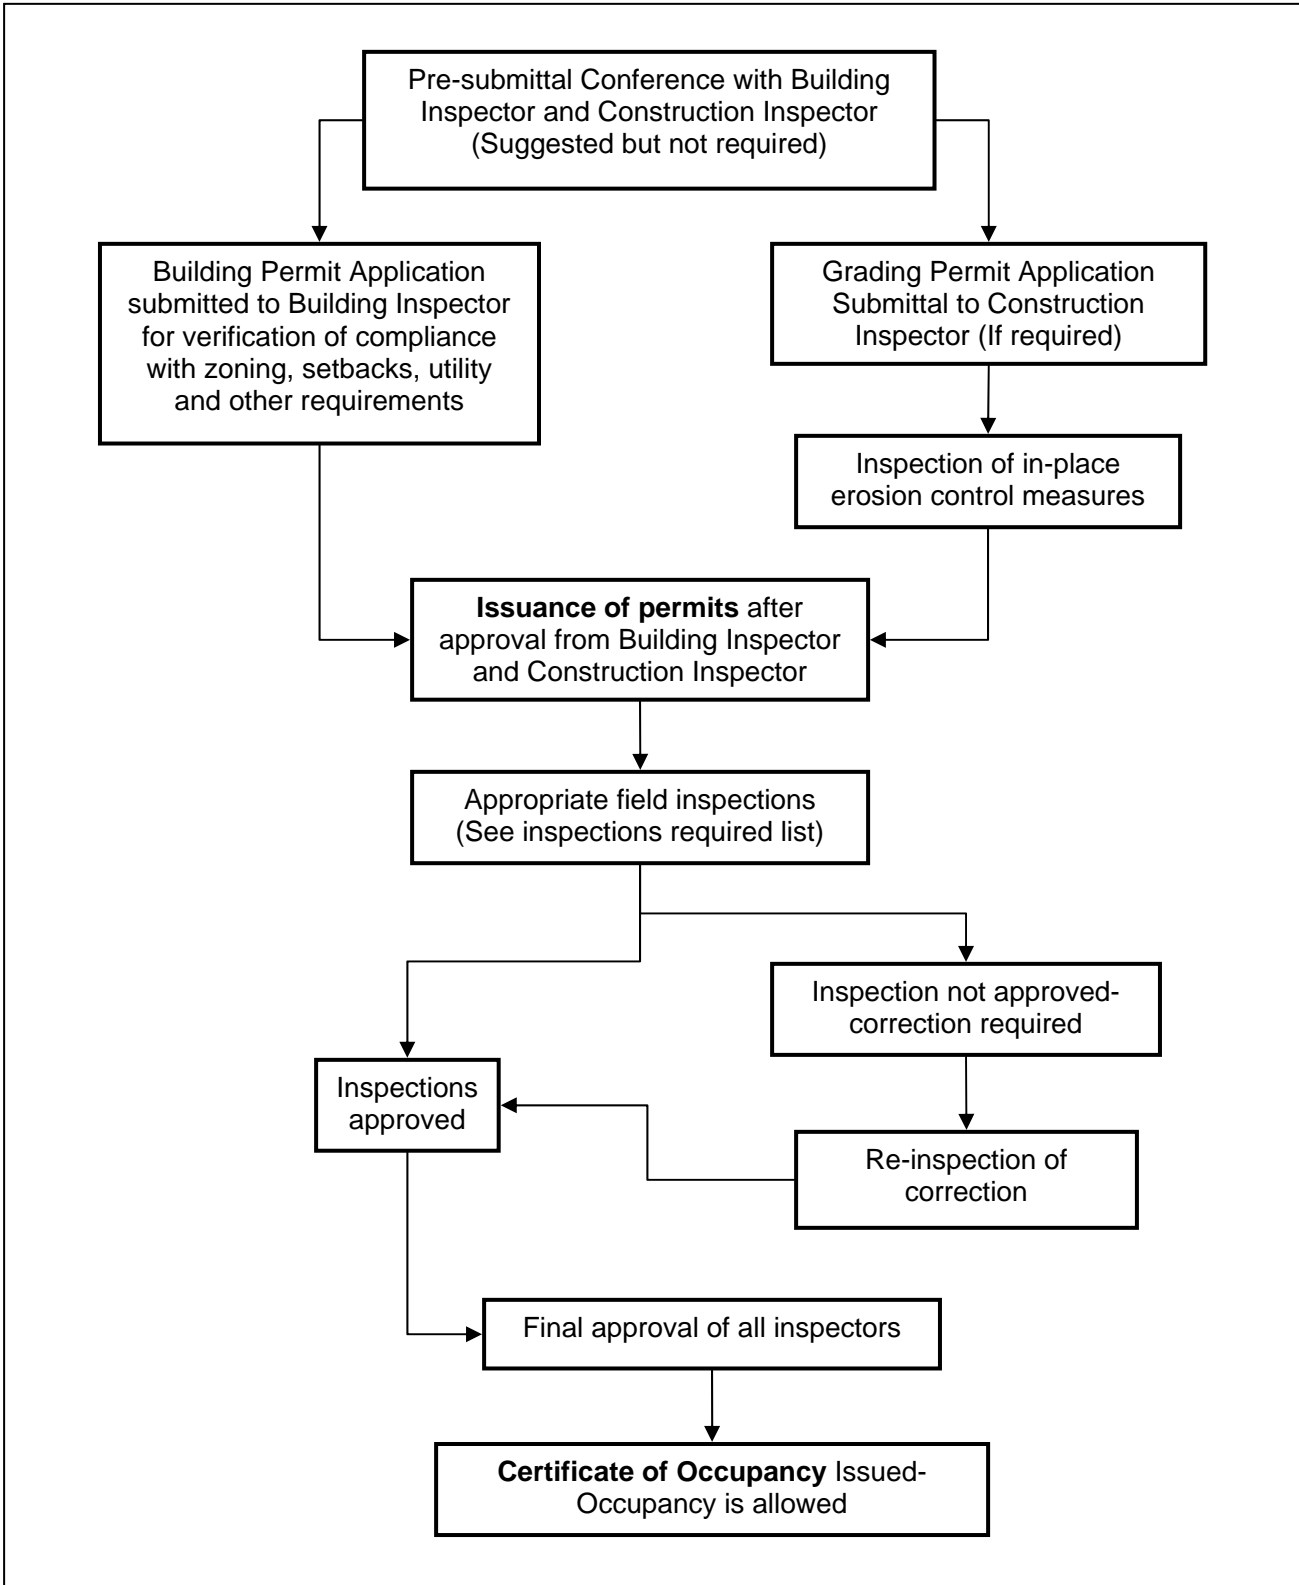 Pre-submittal Conference with Building
Inspector and Construction Inspector
(Suggested but not required)
Building Permit Application
submitted to Building Inspector
for verification of compliance
with zoning, setbacks, utility
and other requirements
Grading Permit Application
Submittal to Construction
Inspector (If required)
Inspection of in-place
erosion control measures
Issuance of permits after
approval from Building Inspector
and Construction Inspector
Appropriate field inspections
(See inspections required list)
Inspection not approved-
correction required
Inspections
approved
Re-inspection of
correction
Final approval of all inspectors
Certificate of Occupancy Issued-
Occupancy is allowed